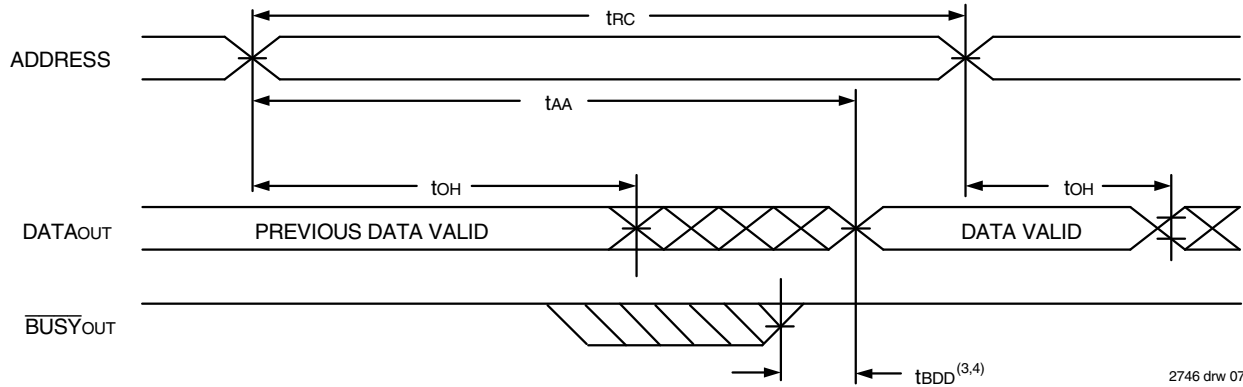 tRC
ADDRESS
tAA
tOH
tOH
DATAOUT
PREVIOUS DATA VALID
DATA VALID
BUSYOUT
tBDD(3,4)
2746 drw 07